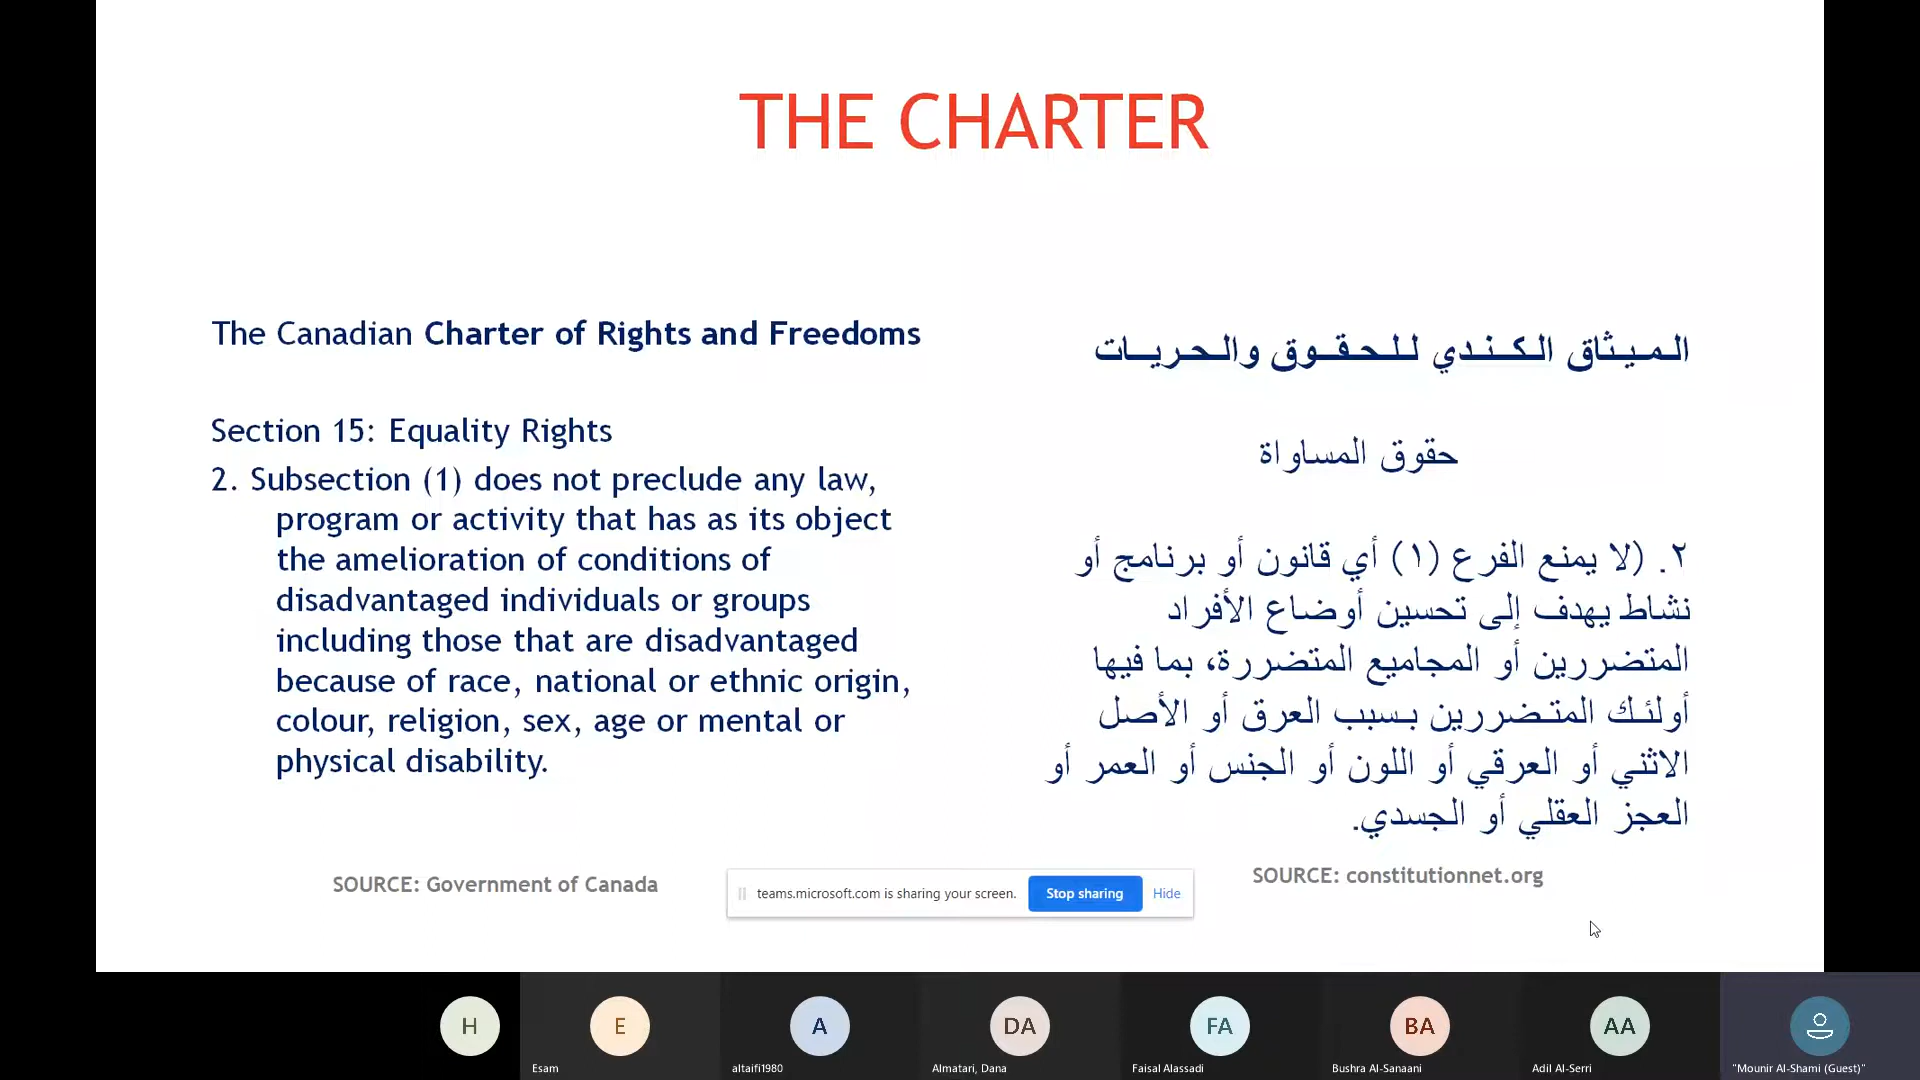 THE CHARTER
The Canadian Charter of Rights and Freedoms
Section 15: Equality Rights
2. Subsection (1) does not preclude any law,
program or activity that has as its object
the amelioration of conditions of
disadvantaged individuals or groups
including those that are disadvantaged
because of race, national or ethnic origin,
colour, religion, sex, age or mental or
physical disability.
SOURCE: Government of Canada
الميثاق الكندي للحقوق والحريات
حقوق المساواة
٢. (لا يمنع الفرع (١) أي قانون أو برنامج أو
نشاط يهدف إلى تحسين أوضاع الأفراد
المتضررين أو المجاميع المتضررة، بما فيها
أولئك المتضررين بسبب العرق أو الأصل
الاثني أو العرقي أو اللون أو الجنس أو العمر أو
العجز العقلي أو الجسدي.
SOURCE: constitutionnet.org
teams.microsoft.com is sharing your screen.
Stop sharing
Hide
H
E
A
DA
FA
BA
AA
Esam
altaifi1980
Almatari, Dana
Faisal Alassadi
Bushra Al-Sanaani
Adil Al-Serri
"Mounir Al-Shami (Guest)"